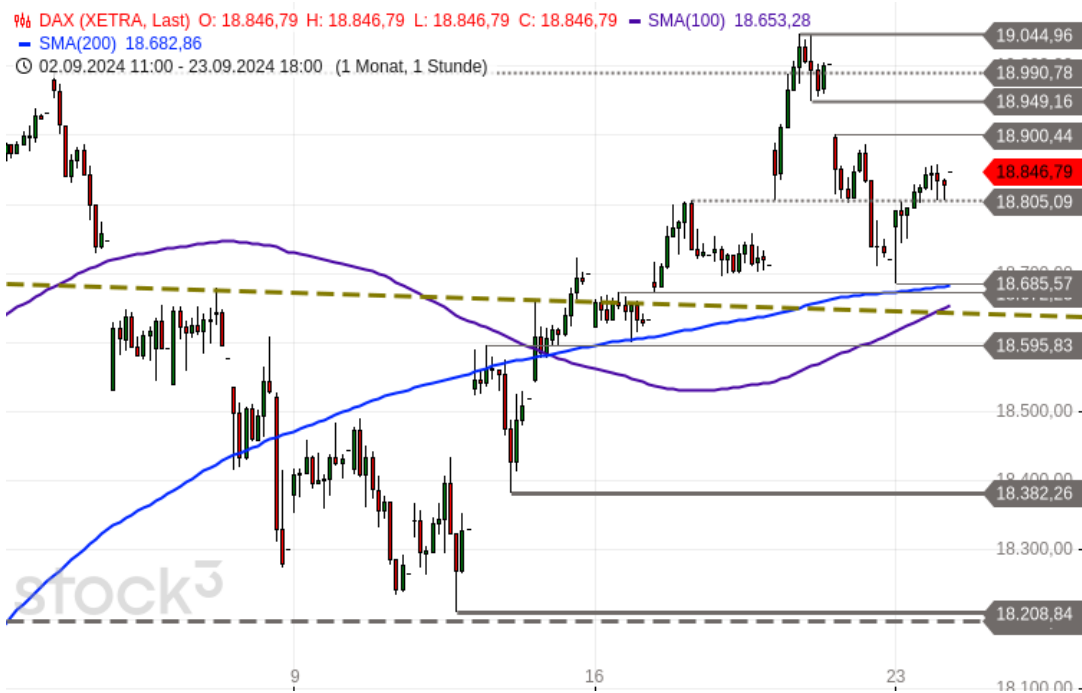 DAX (XETRA, Last) O: 18.846,79 H: 18.846,79 L: 18.846,79 C: 18.846,79 SMA(100) 18.653,28
SMA(200) 18.682,86
02.09.2024 11:00 - 23.09.2024 18:00 (1 Monat, 1 Stunde)
19.044,96
18.990,78
18.949,16
18.900,44
18.846,79
18.805,09
18.685,57
18.595,83
18.500,00
18.382,26
18.300,00
18.208,84
stock3
9 16 23
18.100,00